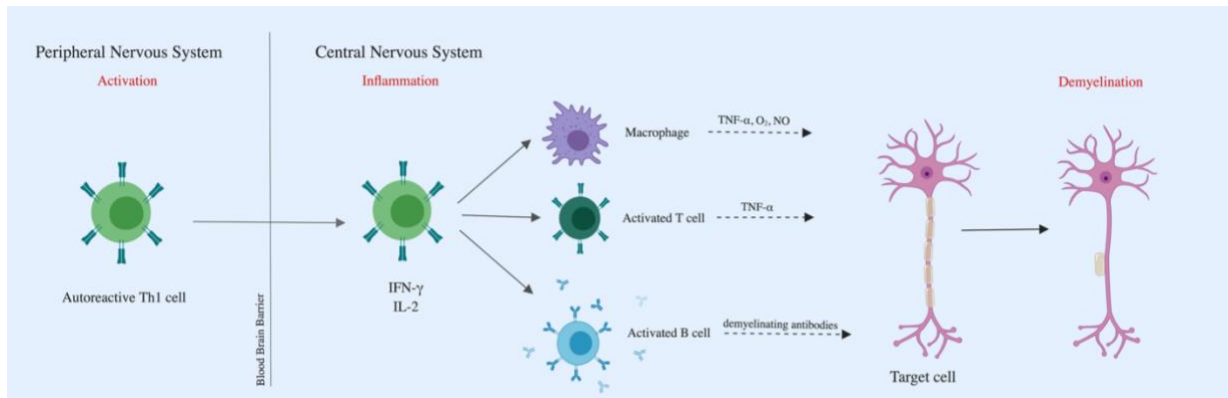 Peripheral Nervous System
Activation
Central Nervous System
Inflammation
Demyelination
Macrophage
TNF-α, O₂, NO
Activated T cell
TNF-α
Autoreactive Th1 cell
IFN-γ
IL-2
Blood Brain Barrier
Activated B cell
demyelinating antibodies
Target cell